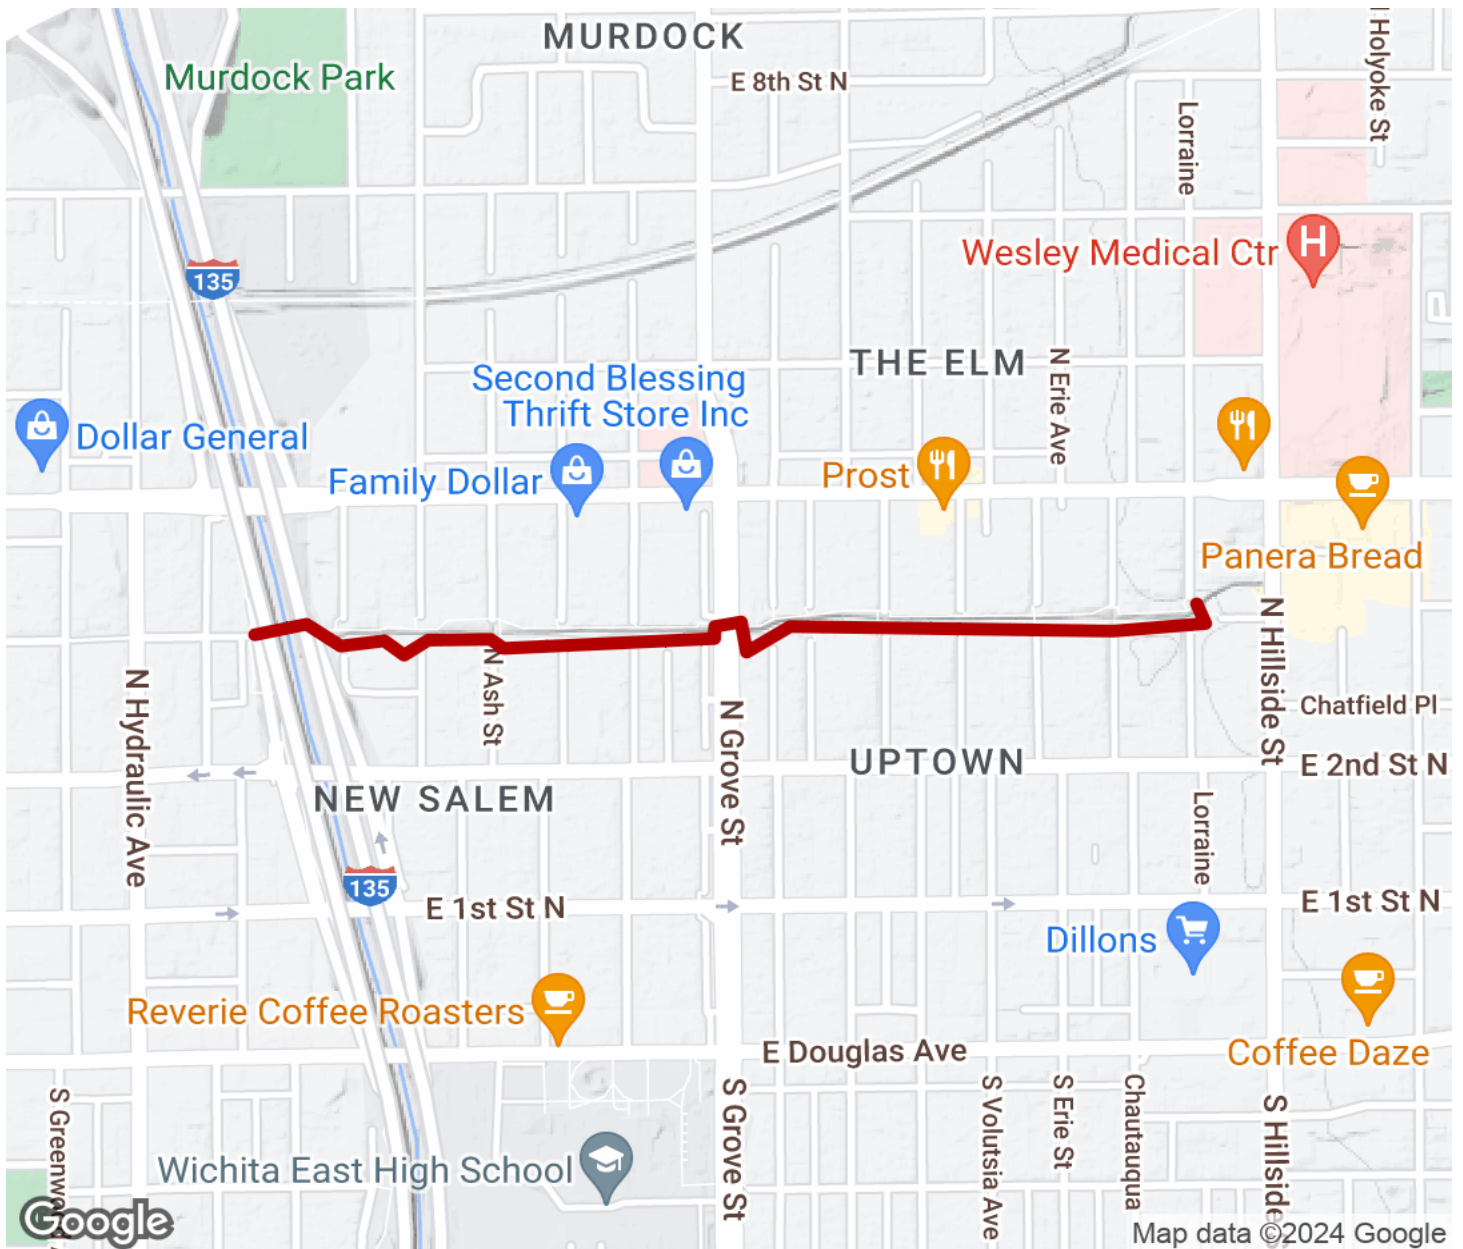 MURDOCK
Murdock Park
E 8th St N
N Holyoke St
Lorraine
Wesley Medical Ctr
H
135
THE ELM
N Erie Ave
Second Blessing
Thrift Store Inc
Dollar General
Family Dollar
Prost
Panera Bread
N Hillside St
N Hydraulic Ave
N Ash St
N Grove St
Chatfield Pl
UPTOWN
E 2nd St N
NEW SALEM
Lorraine
135
E 1st St N
E 1st St N
Dillons
Reverie Coffee Roasters
E Douglas Ave
Coffee Daze
S Greenwood
S Grove St
S Volutsia Ave
S Erie St
Chautauqua
S Hillside
Wichita East High School
Google
Map data ©2024 Google